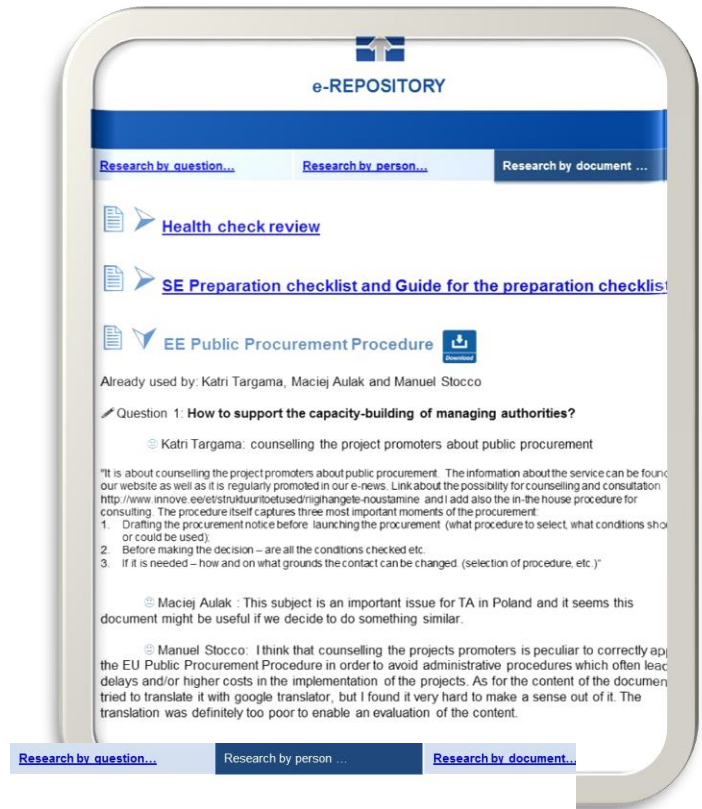 e-REPOSITORY
Research by question... Research by person... Research by document ...
Health check review
SE Preparation checklist and Guide for the preparation checklist
EE Public Procurement Procedure Download
Already used by: Katri Targama, Maciej Aulak and Manuel Stocco
Question 1: How to support the capacity-building of managing authorities?
Katri Targama: counselling the project promoters about public procurement
"It is about counselling the project promoters about public procurement. The information about the service can be found
our website as well as it is regularly promoted in our e-news. Link about the possibility for counselling and consultation
http://www.innove.ee/et/struktuuritoetused/riigihangete-noustamine and I add also the in-the house procedure for
consulting. The procedure itself captures three most important moments of the procurement:
1. Drafting the procurement notice before launching the procurement (what procedure to select, what conditions sho
or could be used);
2. Before making the decision – are all the conditions checked etc.
3. If it is needed – how and on what grounds the contact can be changed. (selection of procedure, etc.)"
Maciej Aulak : This subject is an important issue for TA in Poland and it seems this
document might be useful if we decide to do something similar.
Manuel Stocco: I think that counselling the projects promoters is peculiar to correctly app
the EU Public Procurement Procedure in order to avoid administrative procedures which often lead
delays and/or higher costs in the implementation of the projects. As for the content of the documen
tried to translate it with google translator, but I found it very hard to make a sense out of it. The
translation was definitely too poor to enable an evaluation of the content.
Research by question... Research by person ... Research by document...